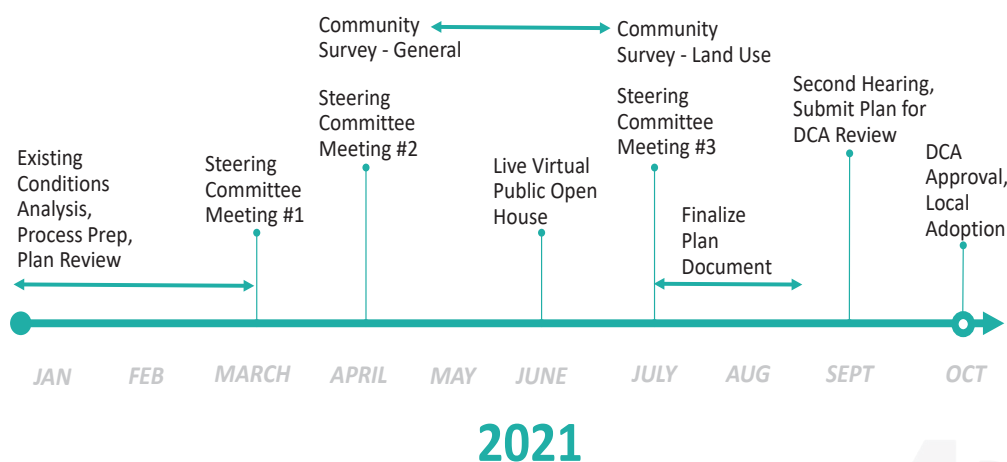 Community
Survey - General
Community
Survey - Land Use
Steering
Committee
Meeting #2
Steering
Committee
Meeting #3
Second Hearing,
Submit Plan for
DCA Review
Existing
Conditions
Analysis,
Process Prep,
Plan Review
Steering
Committee
Meeting #1
Live Virtual
Public Open
House
Finalize
Plan
Document
DCA
Approval,
Local
Adoption
JAN FEB MARCH APRIL MAY JUNE JULY AUG SEPT OCT
2021